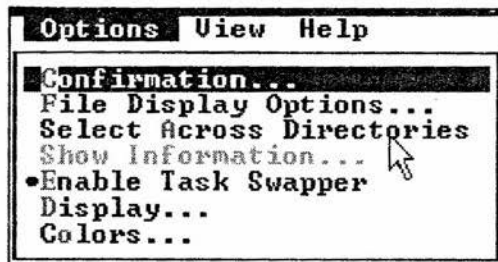 Options View Help
Confirmation...
File Display Options...
Select Across Directories
Show Information...
•Enable Task Swapper
Display...
Colors...